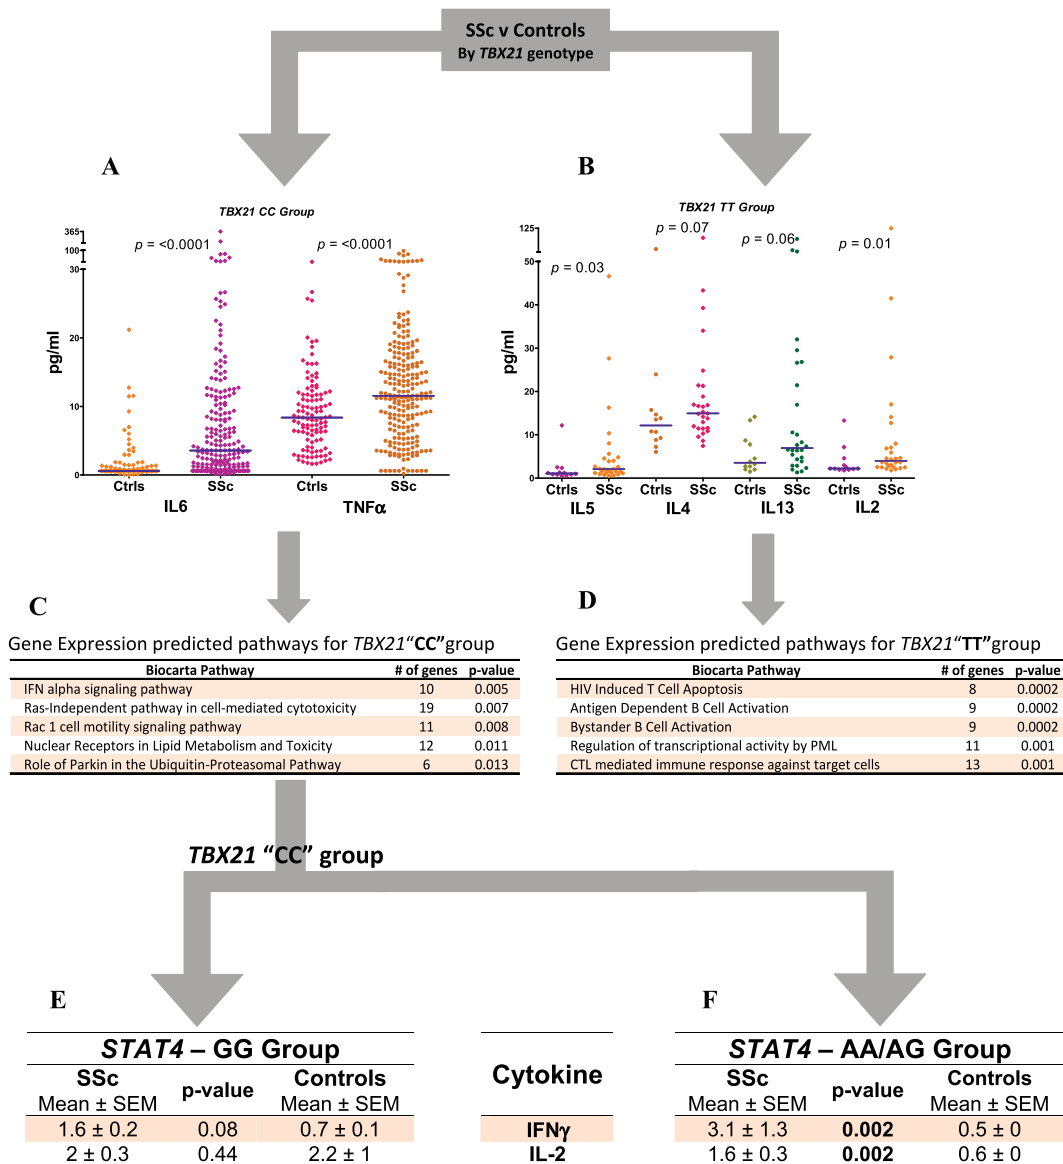 SSc v Controls
By TBX21 genotype
A
TBX21 CC Group
p = <0.0001
p = <0.0001
365
100
30
20
10
0
pg/ml
Ctrls SSc Ctrls SSc
IL6 TNFα
B
TBX21 TT Group
p = 0.03
p = 0.07
p = 0.06
p = 0.01
125
50
40
30
20
10
0
pg/ml
Ctrls SSc Ctrls SSc Ctrls SSc Ctrls SSc
IL5 IL4 IL13 IL2
C
Gene Expression predicted pathways for TBX21“CC”group
Biocarta Pathway # of genes p-value
IFN alpha signaling pathway 10 0.005
Ras-Independent pathway in cell-mediated cytotoxicity 19 0.007
Rac 1 cell motility signaling pathway 11 0.008
Nuclear Receptors in Lipid Metabolism and Toxicity 12 0.011
Role of Parkin in the Ubiquitin-Proteasomal Pathway 6 0.013
D
Gene Expression predicted pathways for TBX21“TT”group
Biocarta Pathway # of genes p-value
HIV Induced T Cell Apoptosis 8 0.0002
Antigen Dependent B Cell Activation 9 0.0002
Bystander B Cell Activation 9 0.0002
Regulation of transcriptional activity by PML 11 0.001
CTL mediated immune response against target cells 13 0.001
TBX21 “CC” group
E
STAT4 – GG Group
SSc p-value Controls
Mean ± SEM Mean ± SEM
1.6 ± 0.2 0.08 0.7 ± 0.1
2 ± 0.3 0.44 2.2 ± 1
Cytokine
IFNγ
IL-2
F
STAT4 – AA/AG Group
SSc p-value Controls
Mean ± SEM Mean ± SEM
3.1 ± 1.3 0.002 0.5 ± 0
1.6 ± 0.3 0.002 0.6 ± 0